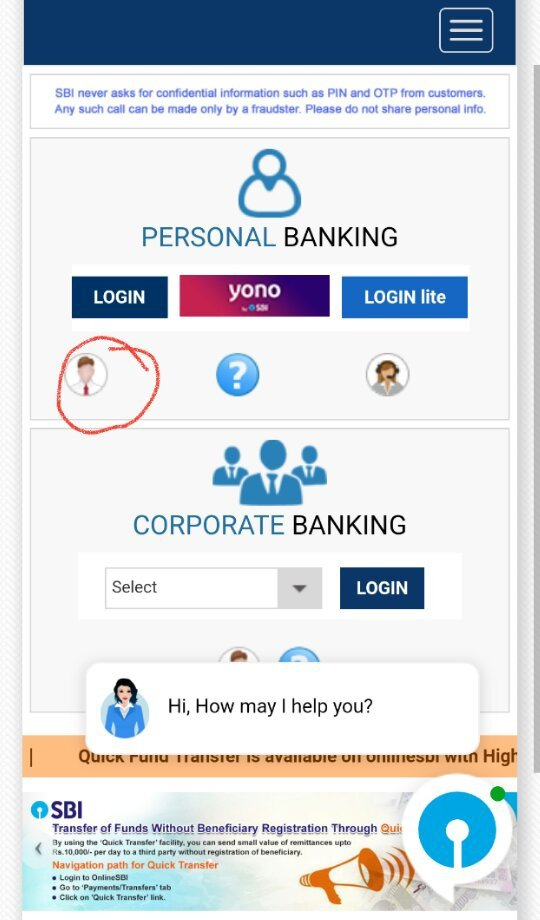 SBI never asks for confidential information such as PIN and OTP from customers.
Any such call can be made only by a fraudster. Please do not share personal info.
PERSONAL BANKING
LOGIN
yono
by SBI
LOGIN lite
?
CORPORATE BANKING
Select
LOGIN
Hi, How may I help you?
| Quick Fund Transfer is available on onlinesbi with High
SBI
Transfer of Funds Without Beneficiary Registration Through Quic
By using the 'Quick Transfer' facility, you can send small value of remittances upto
Rs.10,000/- per day to a third party without registration of beneficiary.
Navigation path for Quick Transfer
• Login to OnlineSBI
• Go to 'Payments/Transfers' tab
• Click on 'Quick Transfer' link.